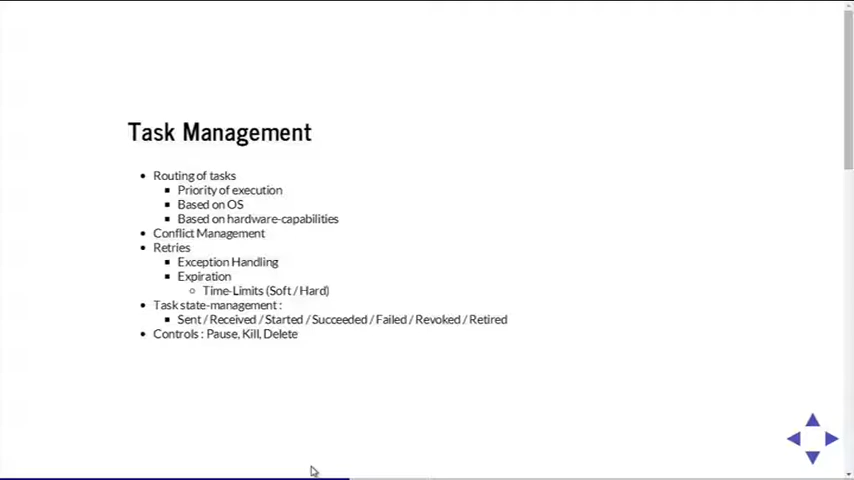 Task Management
Routing of tasks
Priority of execution
Based on OS
Based on hardware-capabilities
Conflict Management
Retries
Exception Handling
Expiration
Time-Limits (Soft / Hard)
Task state-management :
Sent / Received / Started / Succeeded / Failed / Revoked / Retired
Controls : Pause, Kill, Delete